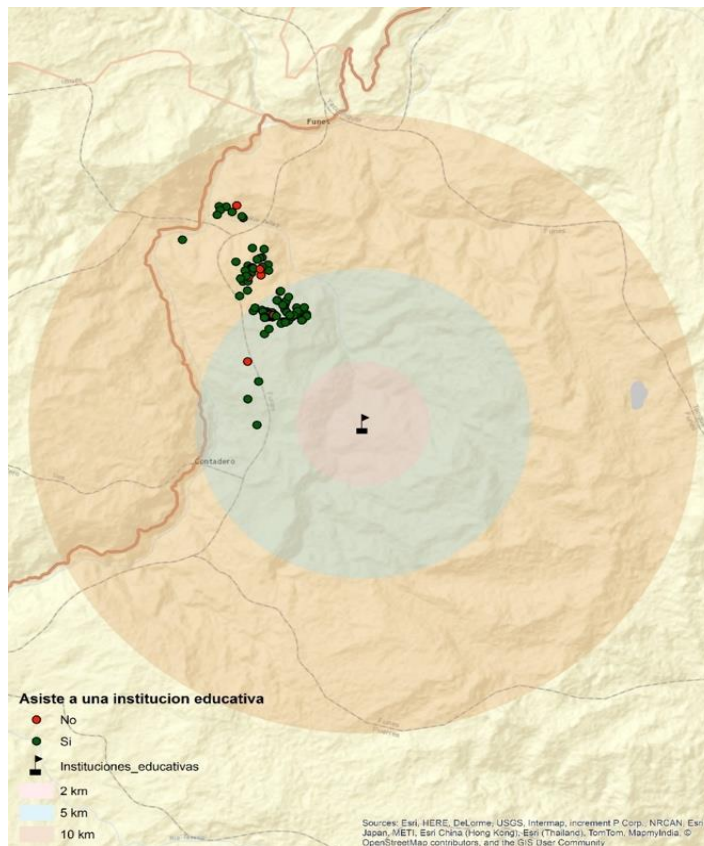 Funes
Funes
Contadero
Asiste a una institucion educativa
No
Si
Instituciones_educativas
2 km
5 km
10 km
Sources: Esri, HERE, DeLorme, USGS, Intermap, increment P Corp., NRCAN, Esri
Japan, METI, Esri China (Hong Kong), Esri (Thailand), TomTom, MapmyIndia, ©
OpenStreetMap contributors, and the GIS User Community